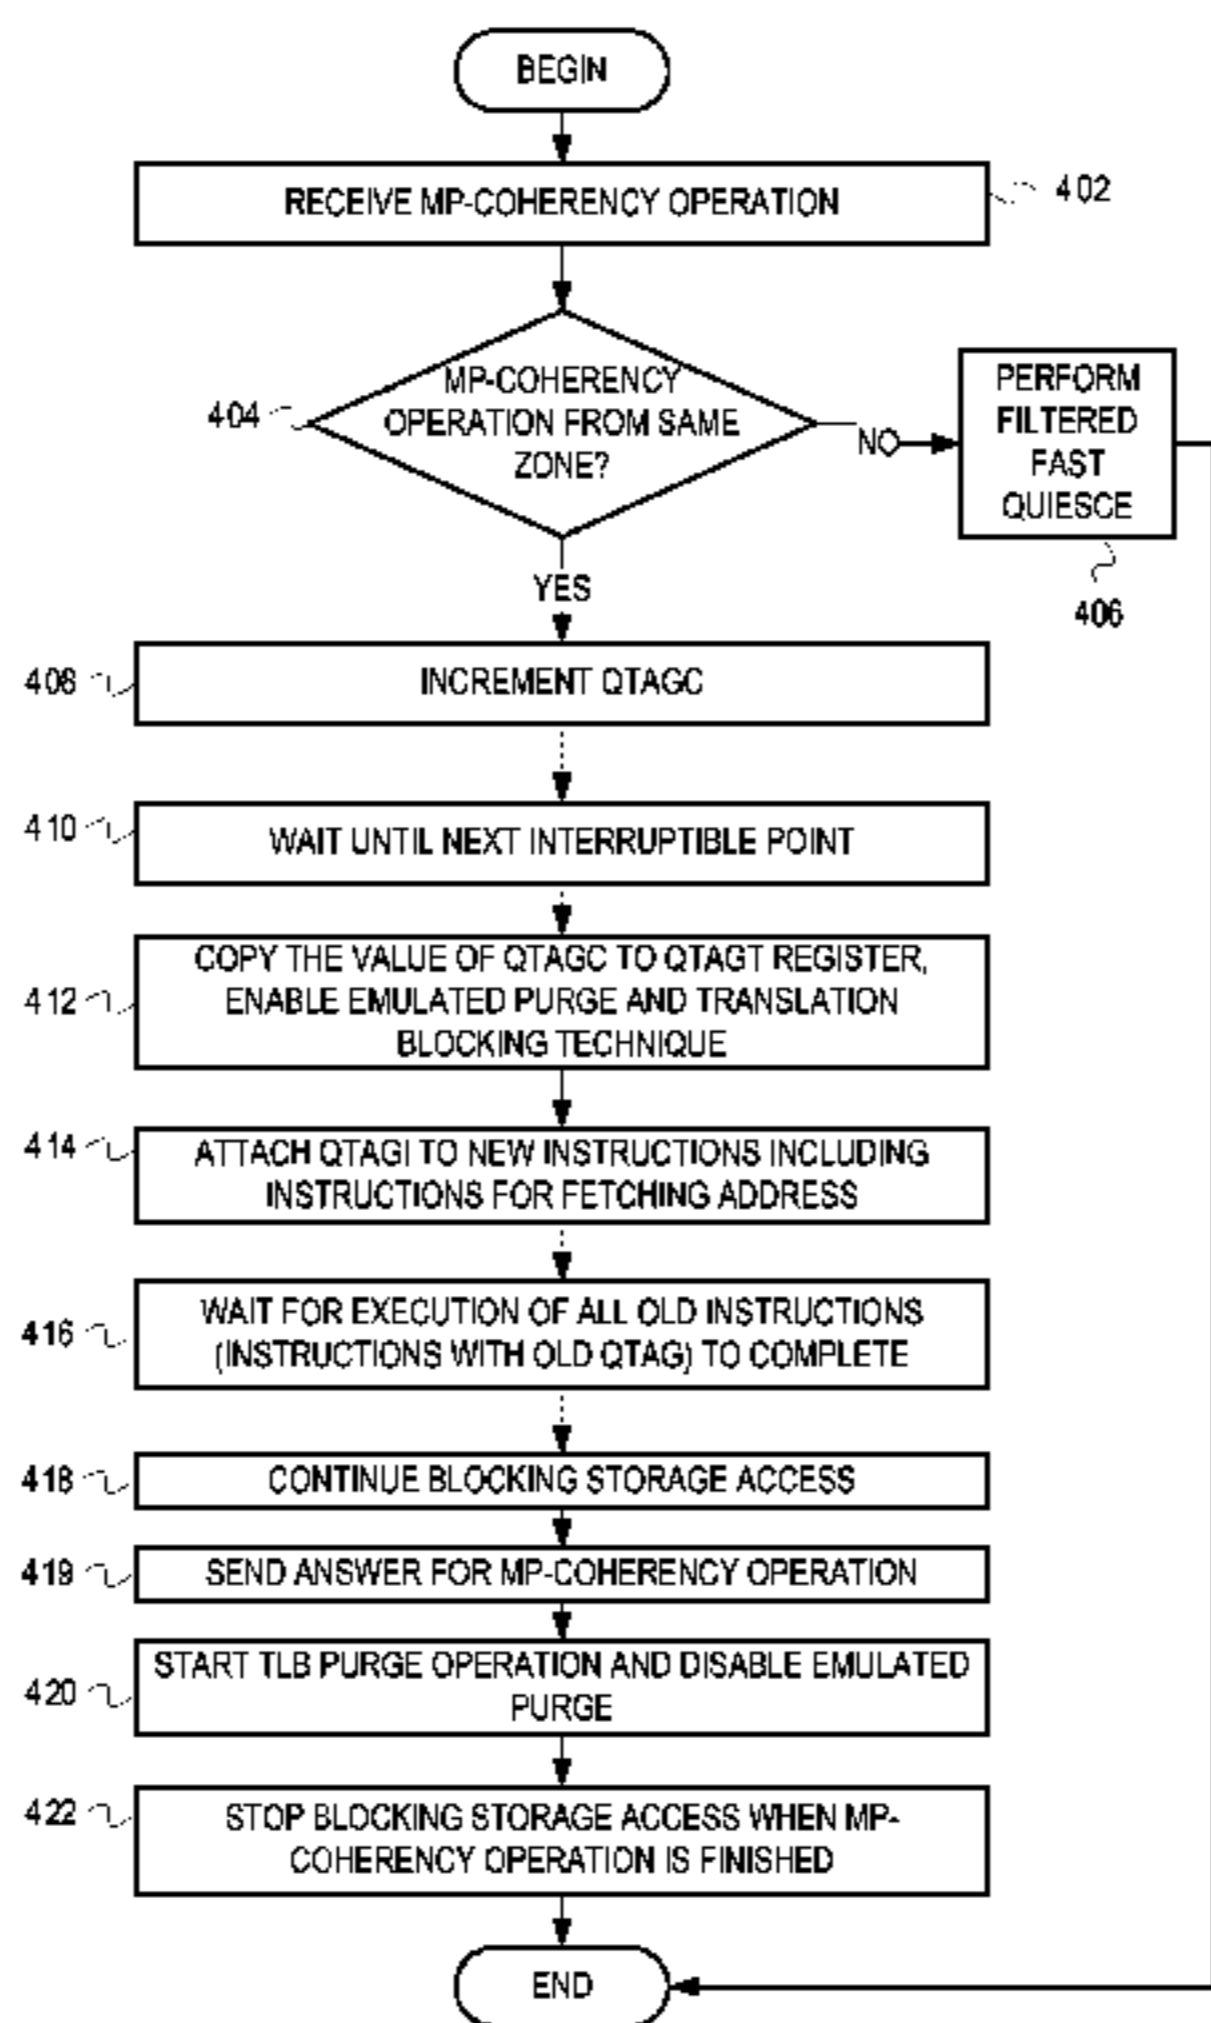 BEGIN
RECEIVE MP-COHERENCY OPERATION
402
MP-COHERENCY
OPERATION FROM SAME
ZONE?
404
NO
PERFORM
FILTERED
FAST
QUIESCE
406
YES
408
INCREMENT QTAGC
410
WAIT UNTIL NEXT INTERRUPTIBLE POINT
412
COPY THE VALUE OF QTAGC TO QTAGT REGISTER,
ENABLE EMULATED PURGE AND TRANSLATION
BLOCKING TECHNIQUE
414
ATTACH QTAGI TO NEW INSTRUCTIONS INCLUDING
INSTRUCTIONS FOR FETCHING ADDRESS
416
WAIT FOR EXECUTION OF ALL OLD INSTRUCTIONS
(INSTRUCTIONS WITH OLD QTAG) TO COMPLETE
418
CONTINUE BLOCKING STORAGE ACCESS
419
SEND ANSWER FOR MP-COHERENCY OPERATION
420
START TLB PURGE OPERATION AND DISABLE EMULATED
PURGE
422
STOP BLOCKING STORAGE ACCESS WHEN MP-
COHERENCY OPERATION IS FINISHED
END